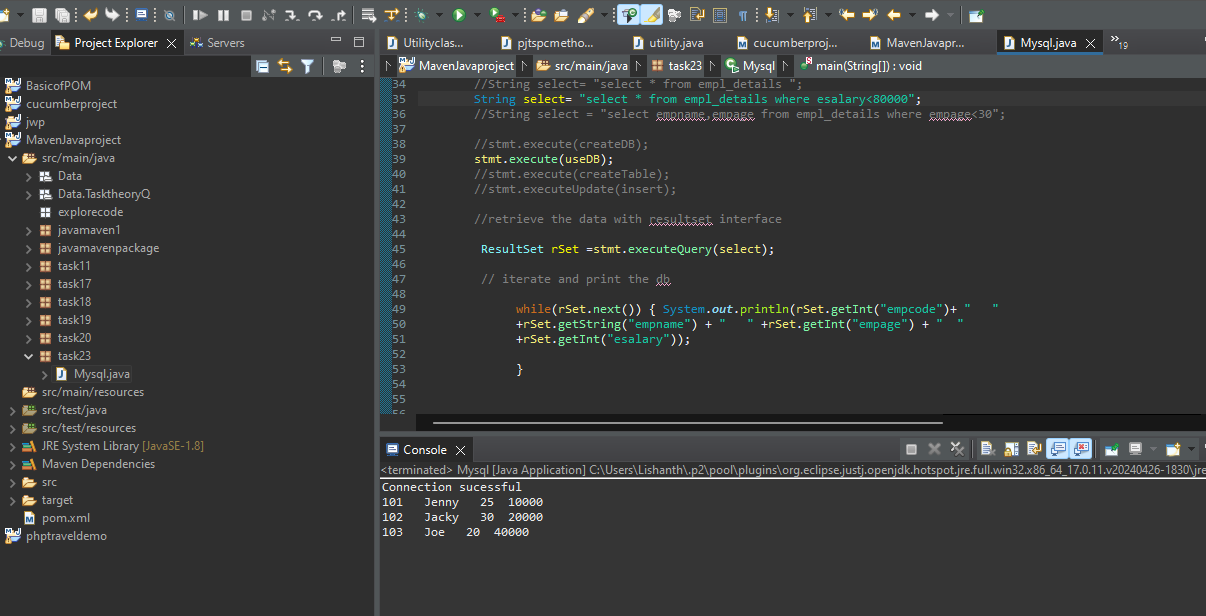 Debug
Project Explorer
Servers
BasicofPOM
cucumberproject
jwp
MavenJavaproject
src/main/java
Data
Data.TasktheoryQ
explorecode
javamaven1
javamavenpackage
task11
task17
task18
task19
task20
task23
Mysql.java
src/main/resources
src/test/java
src/test/resources
JRE System Library [JavaSE-1.8]
Maven Dependencies
src
target
pom.xml
phptraveldemo
Utilityclas... pjtspcmetho... utility.java cucumberproj... MavenJavapr... Mysql.java »19
MavenJavaproject src/main/java task23 Mysql main(String[]) : void
34 //String select= "select * from empl_details ";
35 String select= "select * from empl_details where esalary<80000";
36 //String select = "select empname,empage from empl_details where empage<30";
37
38 //stmt.execute(createDB);
39 stmt.execute(useDB);
40 //stmt.execute(createTable);
41 //stmt.executeUpdate(insert);
42
43 //retrieve the data with resultset interface
44
45 ResultSet rSet =stmt.executeQuery(select);
46
47 // iterate and print the db
48
49 while(rSet.next()) { System.out.println(rSet.getInt("empcode")+ "   "
50 +rSet.getString("empname") + "   " +rSet.getInt("empage") + "  "
51 +rSet.getInt("esalary"));
52
53 }
54
55
56
Console
<terminated> Mysql [Java Application] C:\Users\Lishanth\.p2\pool\plugins\org.eclipse.justj.openjdk.hotspot.jre.full.win32.x86_64_17.0.11.v20240426-1830\jre
Connection sucessful
101   Jenny   25  10000
102   Jacky   30  20000
103   Joe   20  40000